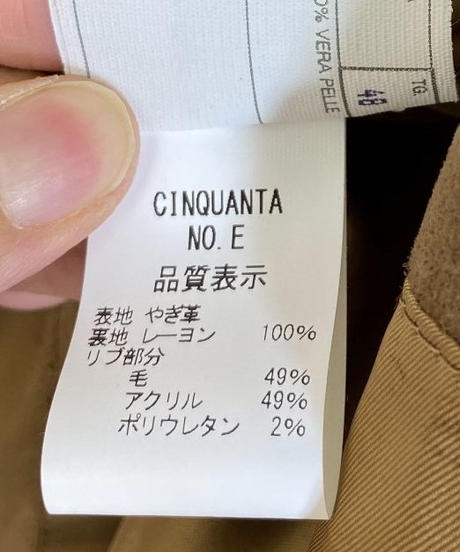 0% VERA PELLE
TG.
48
CINQUANTA
NO. E
品質表示
表地 やぎ革
裏地 レーヨン 100%
リブ部分
毛 49%
アクリル 49%
ポリウレタン 2%